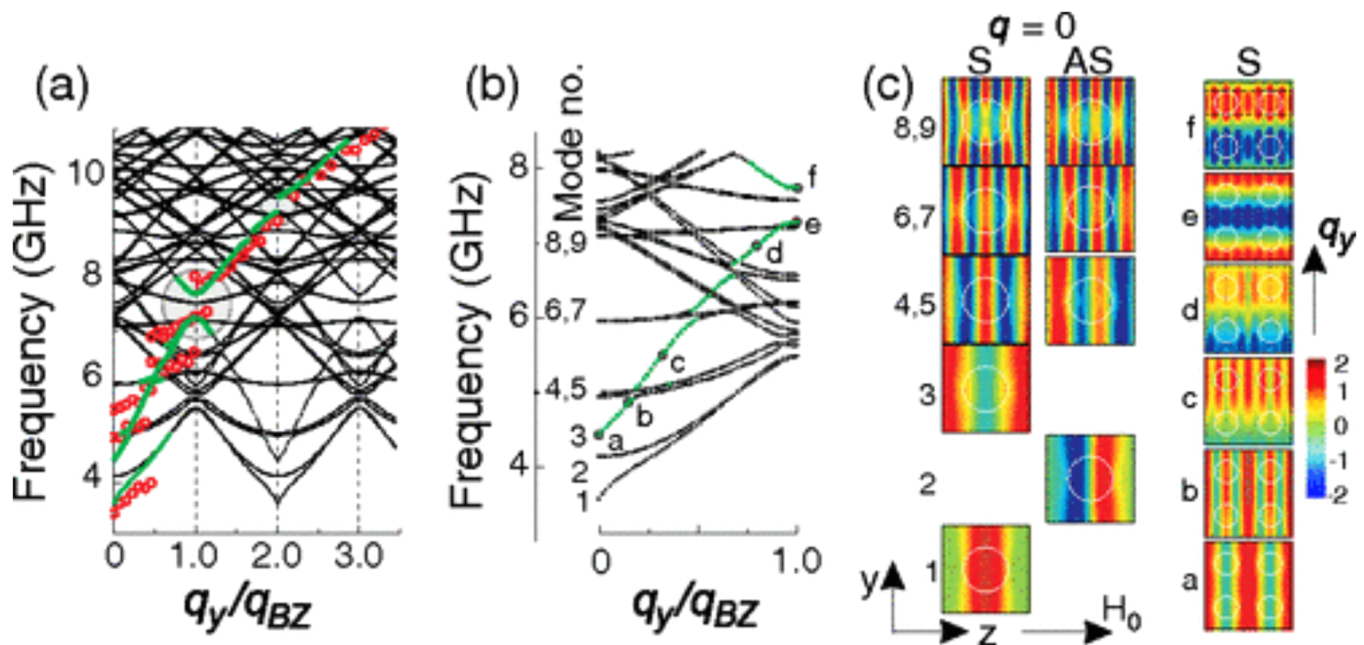 (a)
Frequency (GHz)
10
8
6
4
0
1.0
2.0
3.0
q_y/q_BZ
(b)
Frequency (GHz)
8
6
4
Mode no.
8,9
6,7
4,5
3
2
1
a
b
c
d
e
f
0
1.0
q_y/q_BZ
(c)
q = 0
S AS S
8,9
6,7
4,5
3
2
1
y
z
H_0
f
e
d
c
b
a
q_y
2
1
0
-1
-2